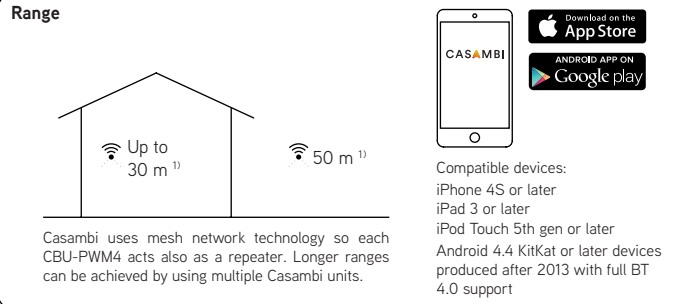 Range
Up to
30 m 1)
50 m 1)
Casambi uses mesh network technology so each
CBU-PWM4 acts also as a repeater. Longer ranges
can be achieved by using multiple Casambi units.
CASAMBI
Download on the
App Store
ANDROID APP ON
Google play
Compatible devices:
iPhone 4S or later
iPad 3 or later
iPod Touch 5th gen or later
Android 4.4 KitKat or later devices
produced after 2013 with full BT
4.0 support